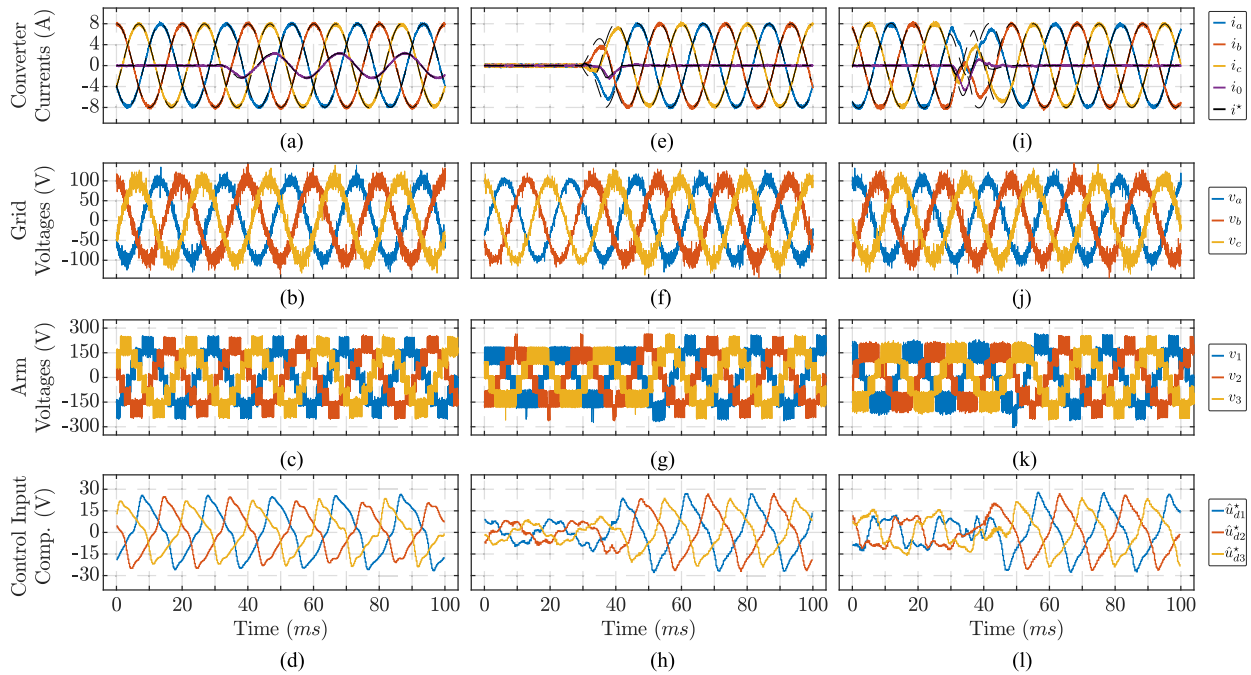 Converter
Currents (A)
8
4
0
-4
-8
(a)
(e)
(i)
i_a
i_b
i_c
i_0
i*
Grid
Voltages (V)
100
50
0
-50
-100
(b)
(f)
(j)
v_a
v_b
v_c
Arm
Voltages (V)
300
150
0
-150
-300
(c)
(g)
(k)
v_1
v_2
v_3
Control Input
Comp. (V)
30
15
0
-15
-30
û*_d1
û*_d2
û*_d3
0 20 40 60 80 100
0 20 40 60 80 100
0 20 40 60 80 100
Time (ms)
Time (ms)
Time (ms)
(d)
(h)
(l)